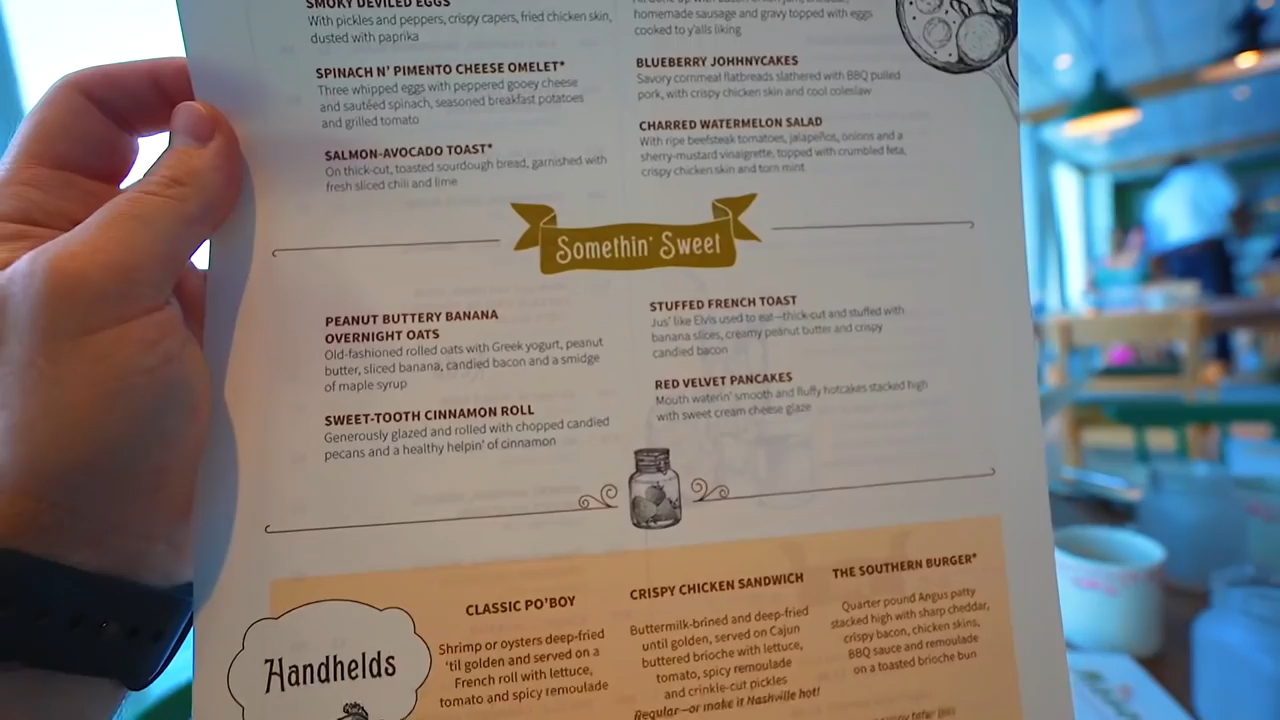 SMOKY DEVILED EGGS
With pickles and peppers, crispy capers, fried chicken skin,
dusted with paprika
SPINACH N' PIMENTO CHEESE OMELET*
Three whipped eggs with peppered gooey cheese
and sautéed spinach, seasoned breakfast potatoes
and grilled tomato
SALMON-AVOCADO TOAST*
On thick-cut, toasted sourdough bread, garnished with
fresh sliced chili and lime
homemade sausage and gravy topped with eggs
cooked to y'alls liking
BLUEBERRY JOHHNYCAKES
Savory cornmeal flatbreads slathered with BBQ pulled
pork, with crispy chicken skin and cool coleslaw
CHARRED WATERMELON SALAD
With ripe beefsteak tomatoes, jalapeños, onions and a
sherry-mustard vinaigrette, topped with crumbled feta,
crispy chicken skin and torn mint
Somethin' Sweet
PEANUT BUTTERY BANANA
OVERNIGHT OATS
Old-fashioned rolled oats with Greek yogurt, peanut
butter, sliced banana, candied bacon and a smidge
of maple syrup
SWEET-TOOTH CINNAMON ROLL
Generously glazed and rolled with chopped candied
pecans and a healthy helpin' of cinnamon
STUFFED FRENCH TOAST
Jus' like Elvis used to eat—thick-cut and stuffed with
banana slices, creamy peanut butter and crispy
candied bacon
RED VELVET PANCAKES
Mouth waterin' smooth and fluffy hotcakes stacked high
with sweet cream cheese glaze
Handhelds
CLASSIC PO'BOY
Shrimp or oysters deep-fried
'til golden and served on a
French roll with lettuce,
tomato and spicy remoulade
CRISPY CHICKEN SANDWICH
Buttermilk-brined and deep-fried
until golden, served on Cajun
buttered brioche with lettuce,
tomato, spicy remoulade
and crinkle-cut pickles
Regular—or make it Nashville hot!
THE SOUTHERN BURGER*
Quarter pound Angus patty
stacked high with sharp cheddar,
crispy bacon, chicken skins,
BBQ sauce and remoulade
on a toasted brioche bun